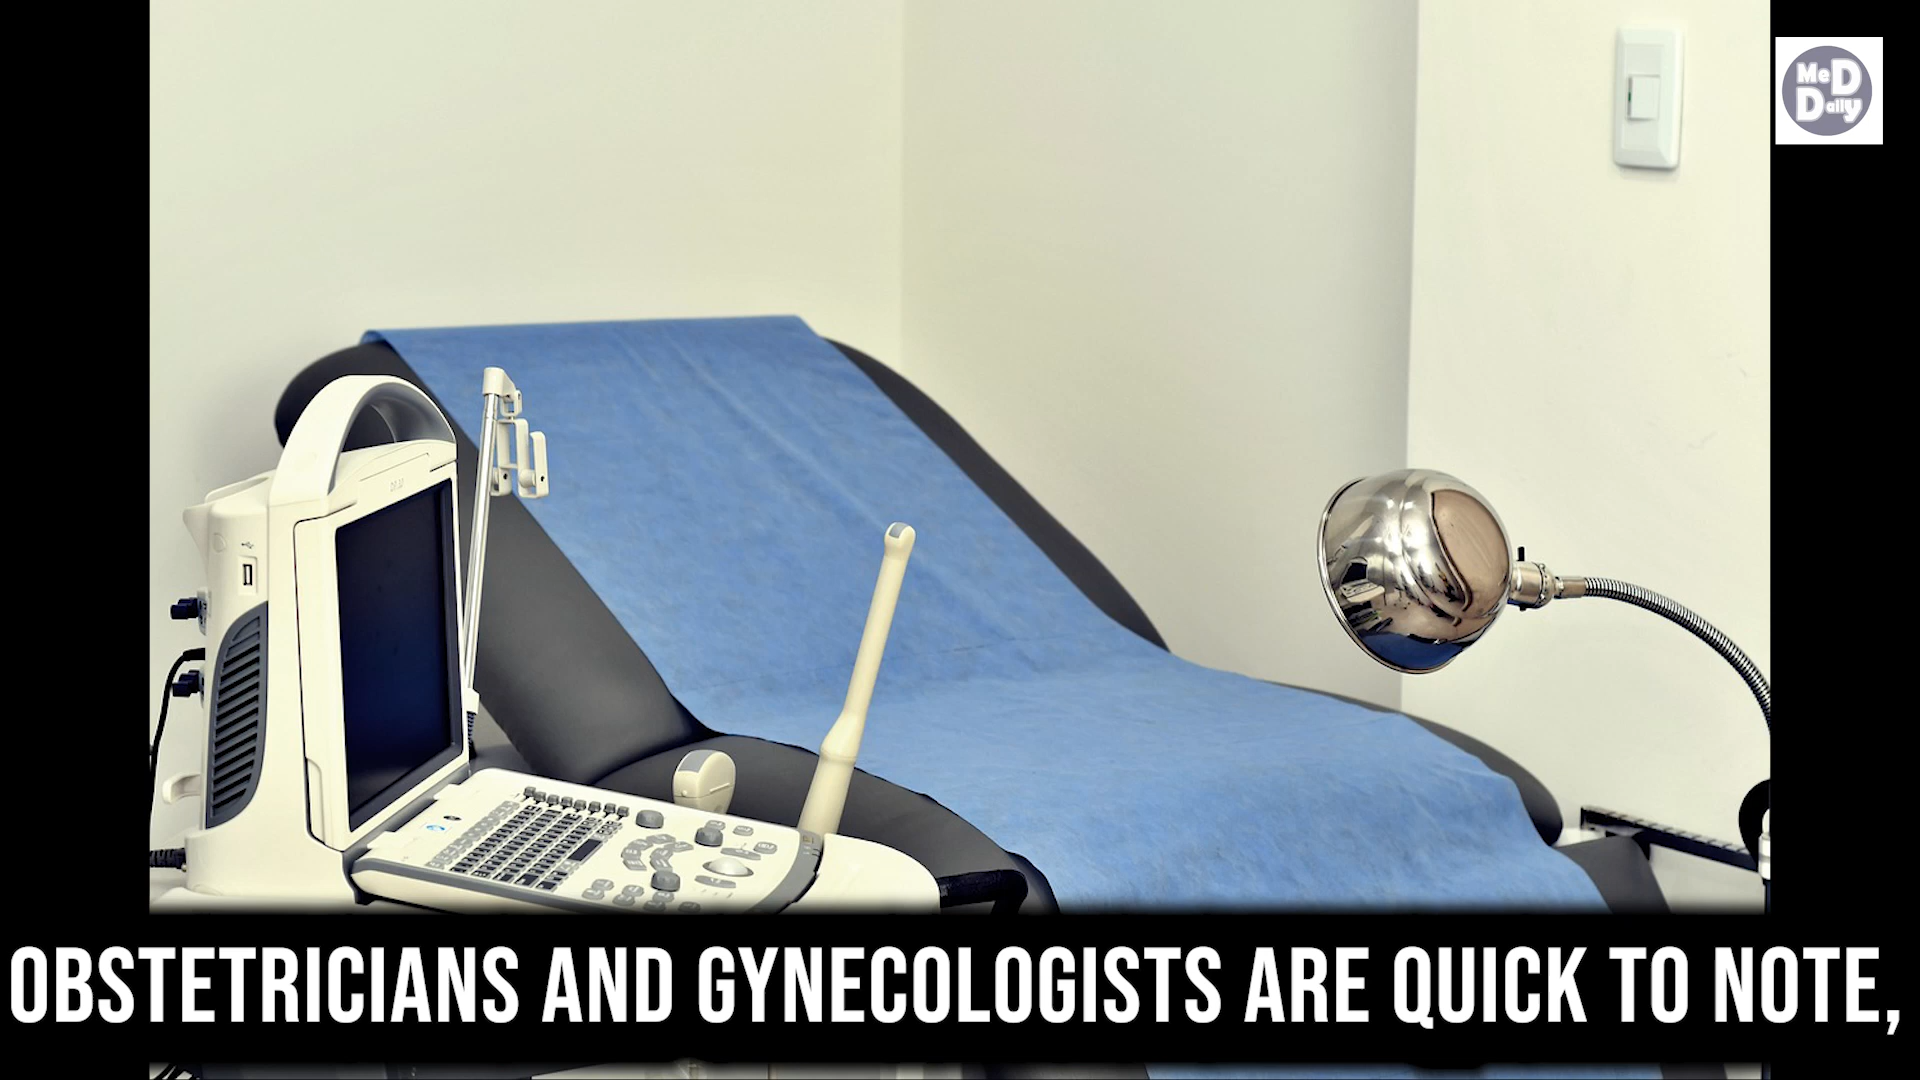 MeD
Daily
OBSTETRICIANS AND GYNECOLOGISTS ARE QUICK TO NOTE,